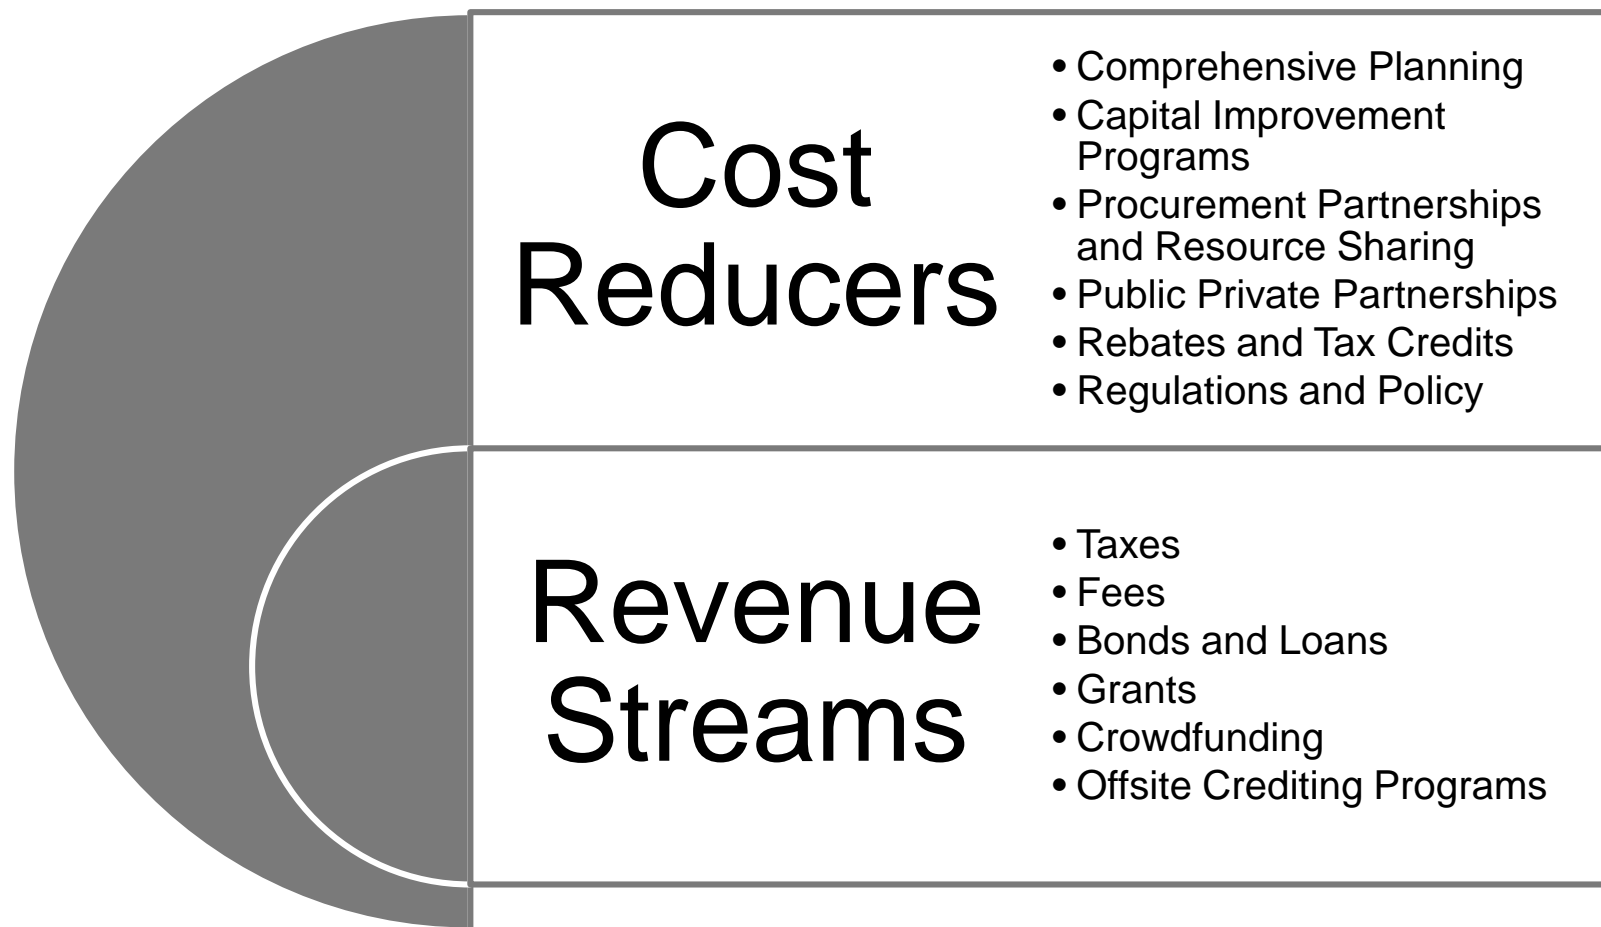 Cost
Reducers
• Comprehensive Planning
• Capital Improvement
Programs
• Procurement Partnerships
and Resource Sharing
• Public Private Partnerships
• Rebates and Tax Credits
• Regulations and Policy
Revenue
Streams
• Taxes
• Fees
• Bonds and Loans
• Grants
• Crowdfunding
• Offsite Crediting Programs